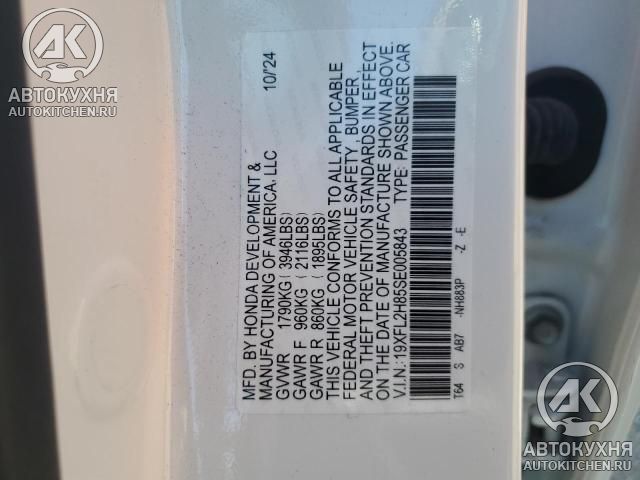 AK
АВТОКУХНЯ
AUTOKITCHEN.RU
MFD. BY HONDA DEVELOPMENT &
MANUFACTURING OF AMERICA, LLC 10/24
GVWR 1790KG (3946LBS)
GAWR F 960KG (2116LBS)
GAWR R 860KG (1895LBS)
THIS VEHICLE CONFORMS TO ALL APPLICABLE
FEDERAL MOTOR VEHICLE SAFETY , BUMPER ,
AND THEFT PREVENTION STANDARDS IN EFFECT
ON THE DATE OF MANUFACTURE SHOWN ABOVE.
V.I.N.: 19XFL2H85SE005843 TYPE: PASSENGER CAR
T64 S AB7 -NH883P -Z -E
AK
АВТОКУХНЯ
AUTOKITCHEN.RU